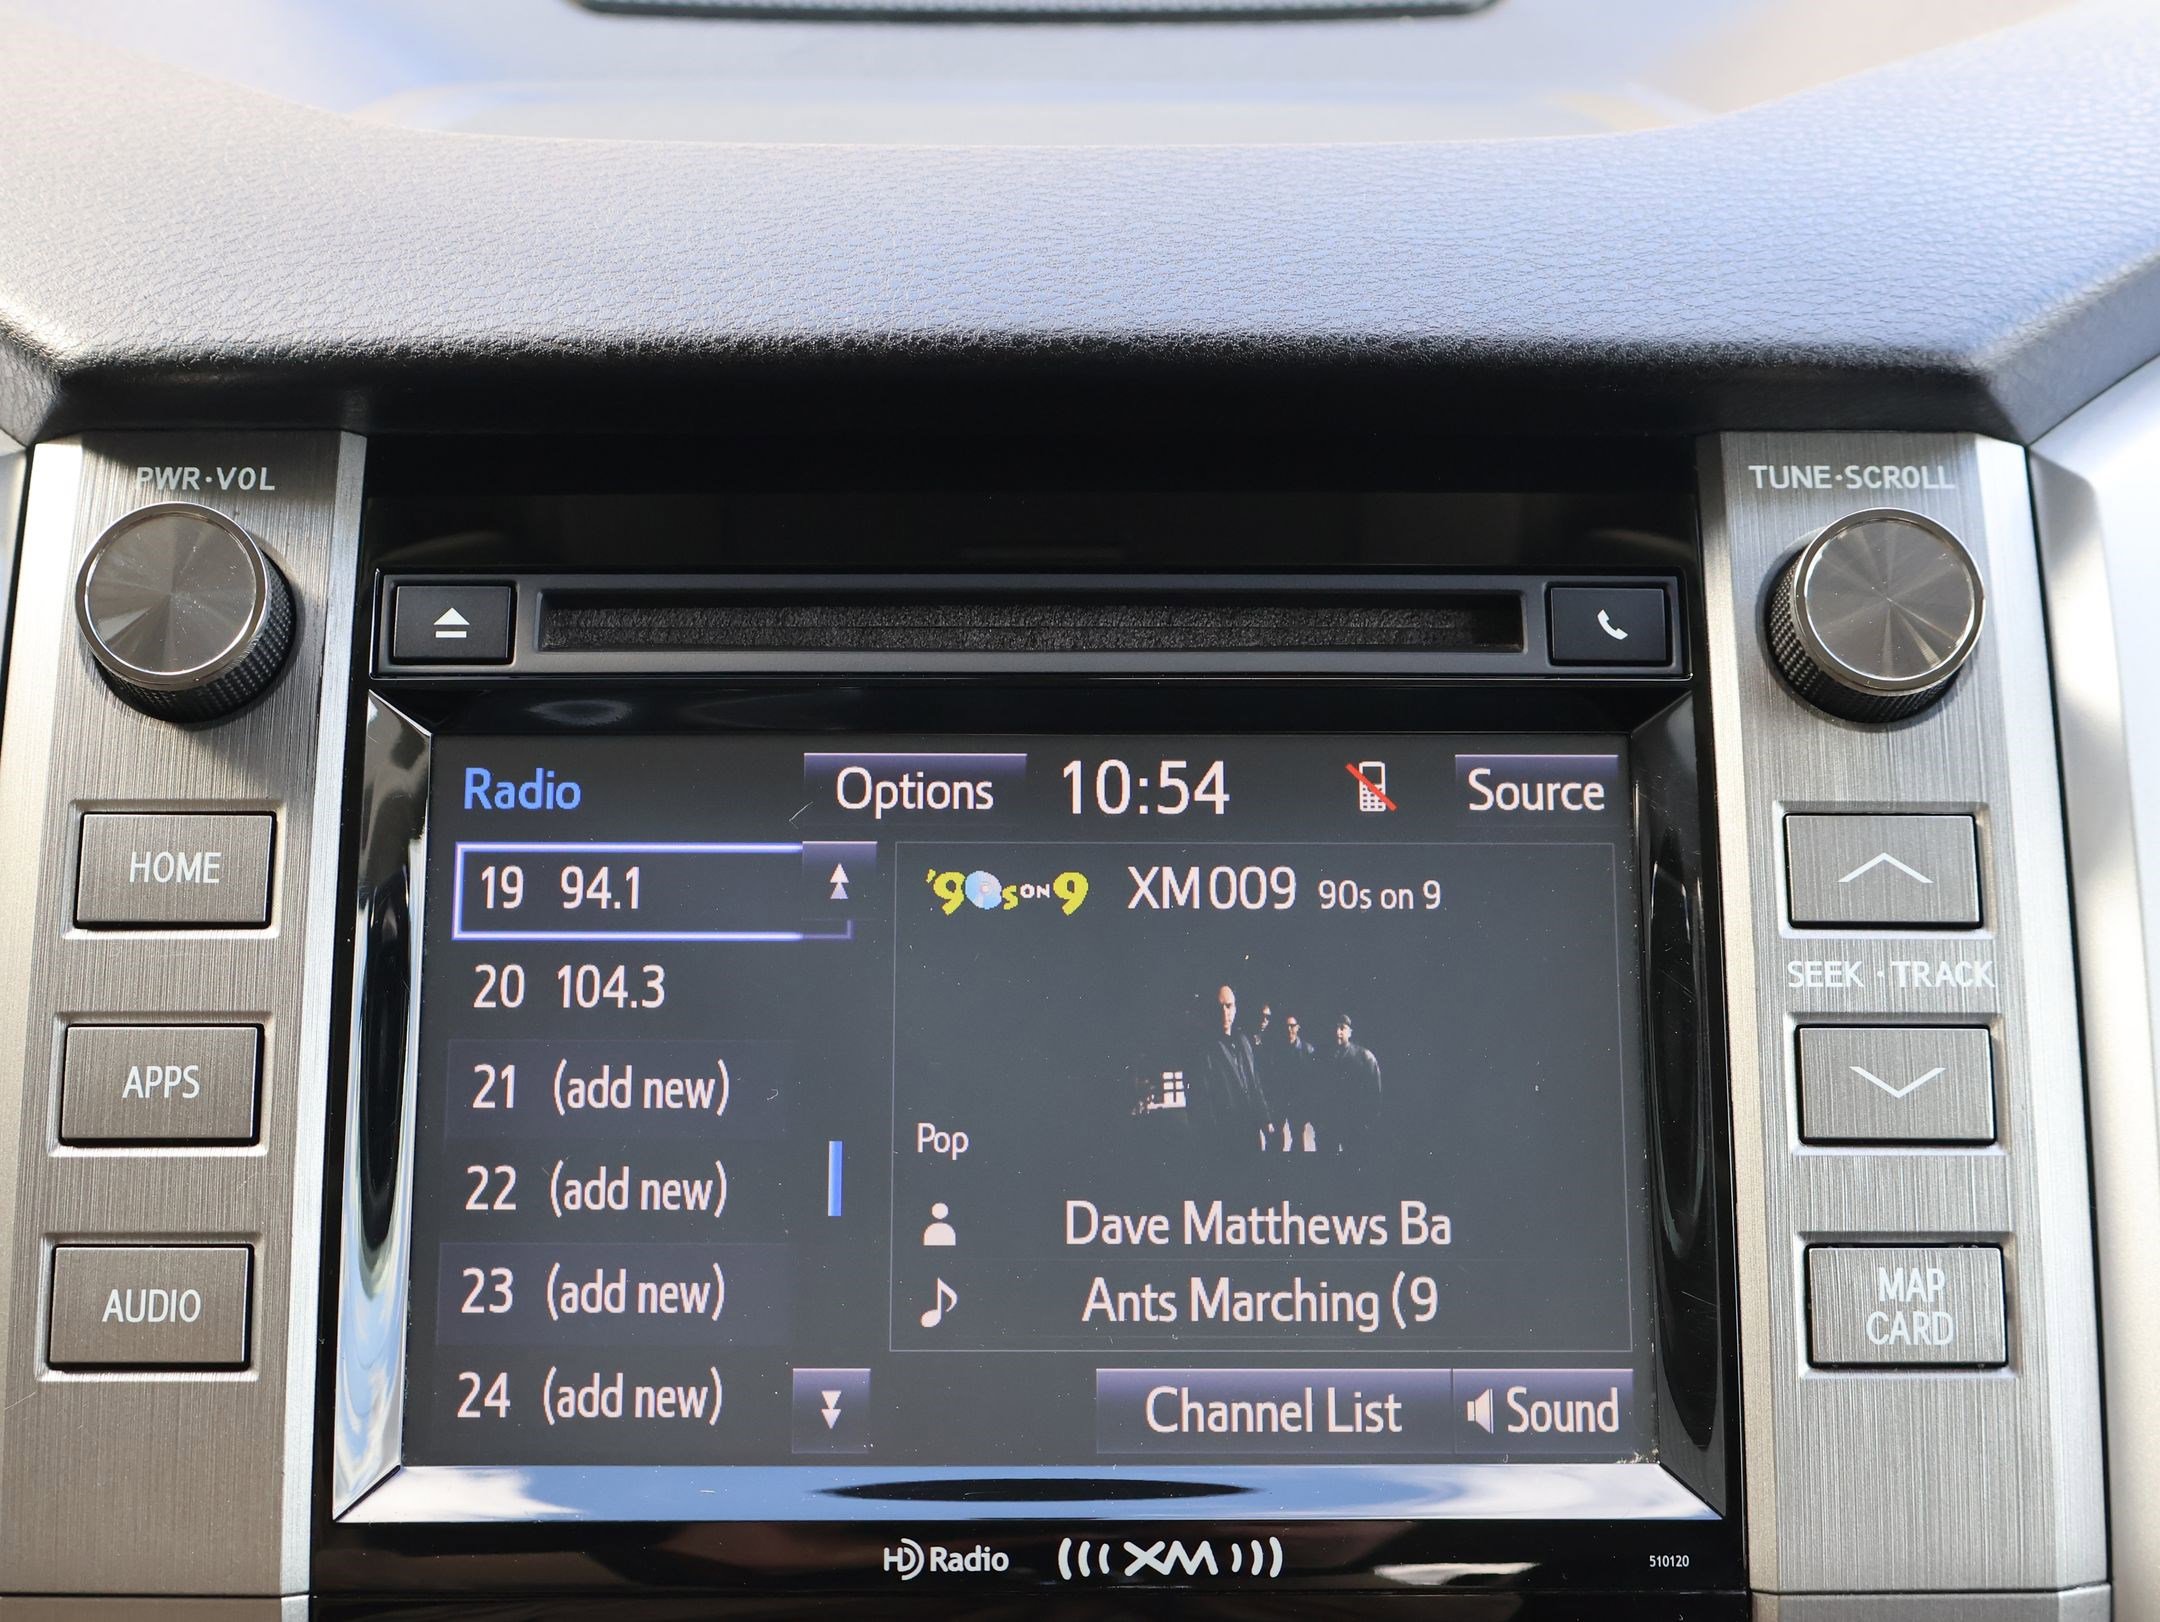 PWR·VOL
TUNE·SCROLL
HOME
APPS
AUDIO
Radio
Options
10:54
Source
19 94.1
20 104.3
21 (add new)
22 (add new)
23 (add new)
24 (add new)
'90s ON 9
XM009 90s on 9
Pop
Dave Matthews Ba
Ants Marching (9
Channel List
Sound
SEEK·TRACK
MAP
CARD
HD Radio
XM
510120